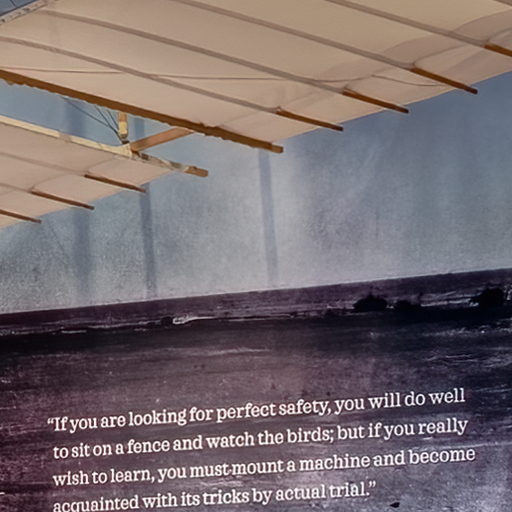 “If you are looking for perfect safety, you will do well
to sit on a fence and watch the birds; but if you really
wish to learn, you must mount a machine and become
acquainted with its tricks by actual trial.”